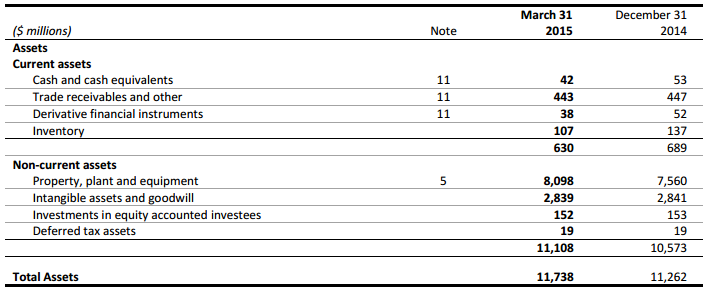 March 31 December 31
($ millions) Note 2015 2014
Assets
Current assets
Cash and cash equivalents 11 42 53
Trade receivables and other 11 443 447
Derivative financial instruments 11 38 52
Inventory 107 137
630 689
Non-current assets
Property, plant and equipment 5 8,098 7,560
Intangible assets and goodwill 2,839 2,841
Investments in equity accounted investees 152 153
Deferred tax assets 19 19
11,108 10,573
Total Assets 11,738 11,262